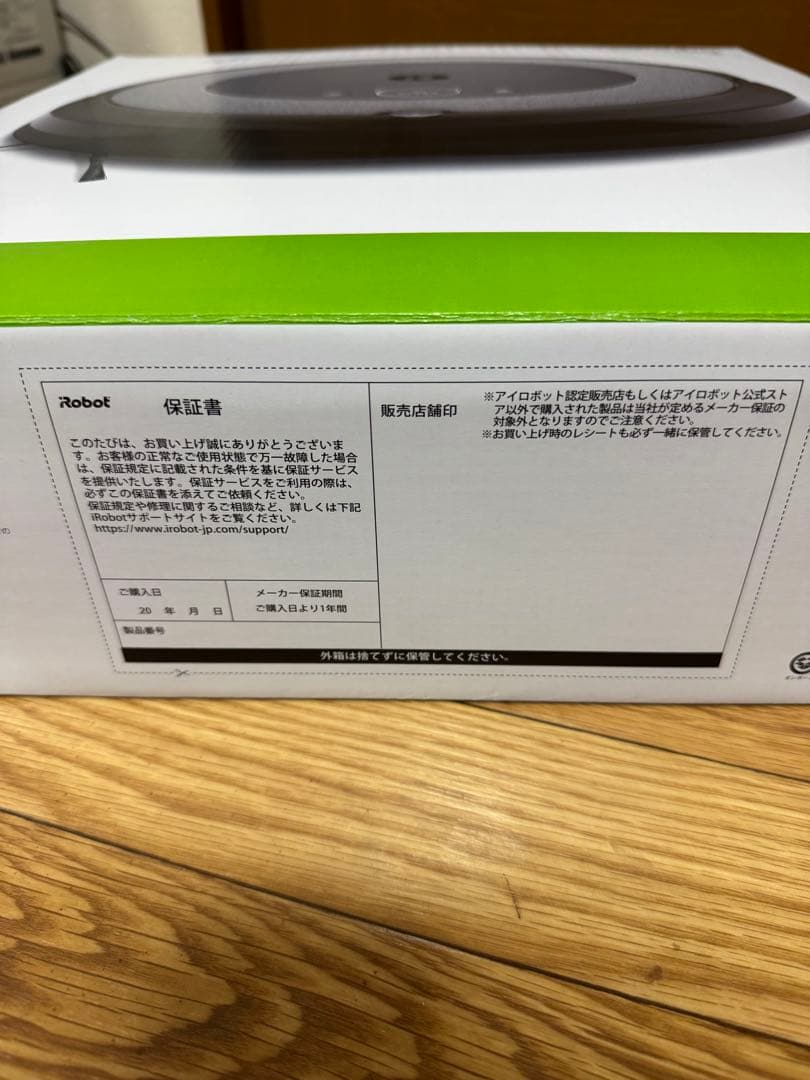 iRobot 保証書
このたびは、お買い上げ誠にありがとうございま
す。お客様の正常なご使用状態で万一故障した場合
は、保証規定に記載された条件を基に保証サービス
を提供いたします。保証サービスをご利用の際は、
必ずこの保証書を添えてご依頼ください。
保証規定や修理に関するご相談など、詳しくは下記
iRobotサポートサイトをご覧ください。
https://www.irobot-jp.com/support/
ご購入日
20 年 月 日
メーカー保証期間
ご購入日より1年間
製品番号
販売店舗印
※アイロボット認定販売店もしくはアイロボット公式スト
ア以外で購入された製品は当社が定めるメーカー保証の
対象外となりますのでご注意ください。
※お買い上げ時のレシートも必ず一緒に保管してください。
外箱は捨てずに保管してください。